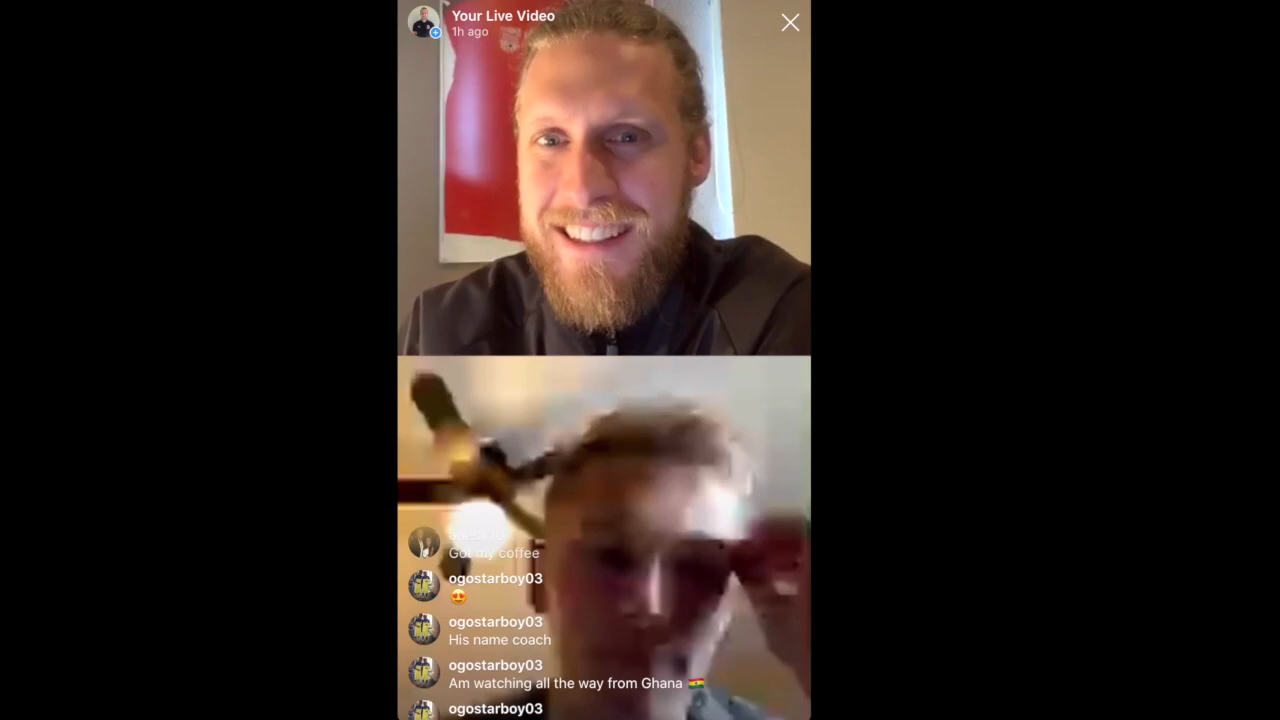 Your Live Video
1h ago
Got my coffee
ogostarboy03
😍
ogostarboy03
His name coach
ogostarboy03
Am watching all the way from Ghana 🇬🇭
ogostarboy03